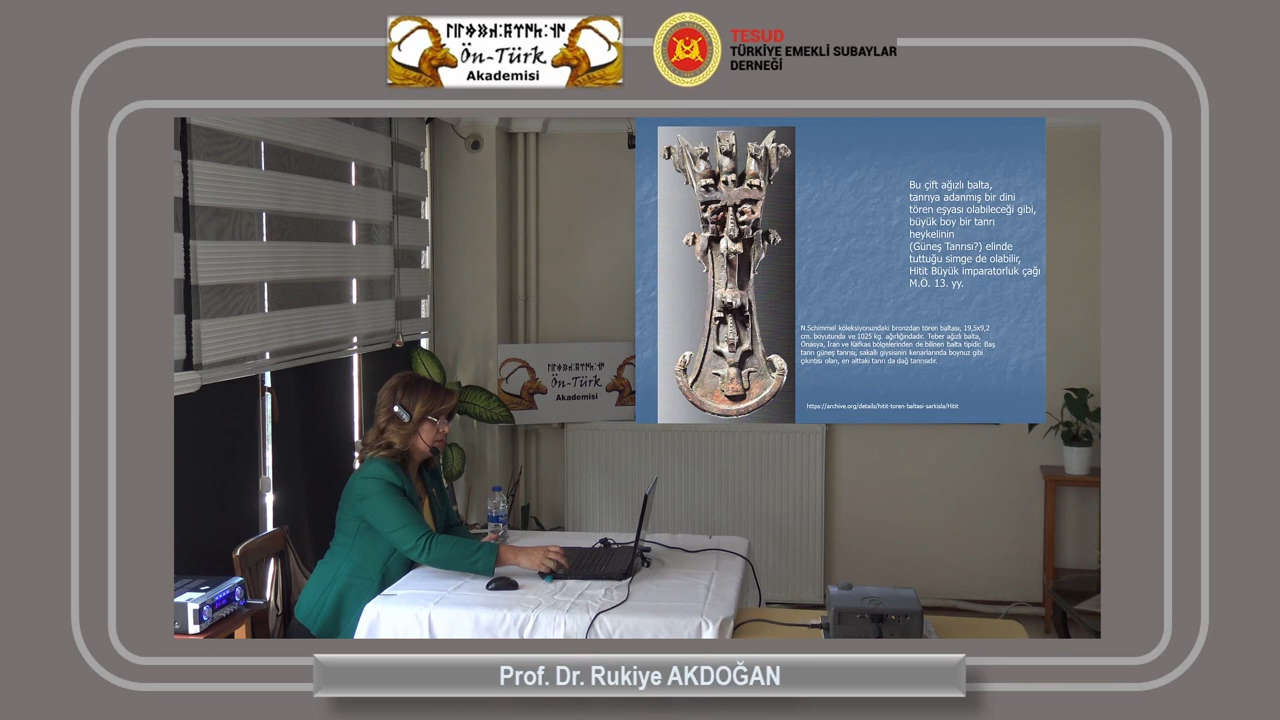 Ön-Türk
Akademisi
TESUD
TÜRKİYE EMEKLİ SUBAYLAR
DERNEĞİ
Bu çift ağızlı balta,
tanrıya adanmış bir dini
tören eşyası olabileceği gibi,
büyük boy bir tanrı
heykelinin
(Güneş Tanrısı?) elinde
tuttuğu simge de olabilir,
Hitit Büyük imparatorluk çağı
M.Ö. 13. yy.
N.Schimmel koleksiyonundaki bronzdan tören baltası, 19,5x9,2
cm. boyutunda ve 1025 kg. ağırlığındadır. Teber ağızlı balta,
Önasya, İran ve Kafkas bölgelerinden de bilinen balta tipidir. Baş
tanrı güneş tanrısı, sakallı giysisinin kenarlarında boynuz gibi
çıkıntısı olan, en alttaki tanrı da dağ tanrısıdır.
https://archive.org/details/hitit-toren-baltasi-sarkisla/Hitit
Ön-Türk
Akademisi
Prof. Dr. Rukiye AKDOĞAN